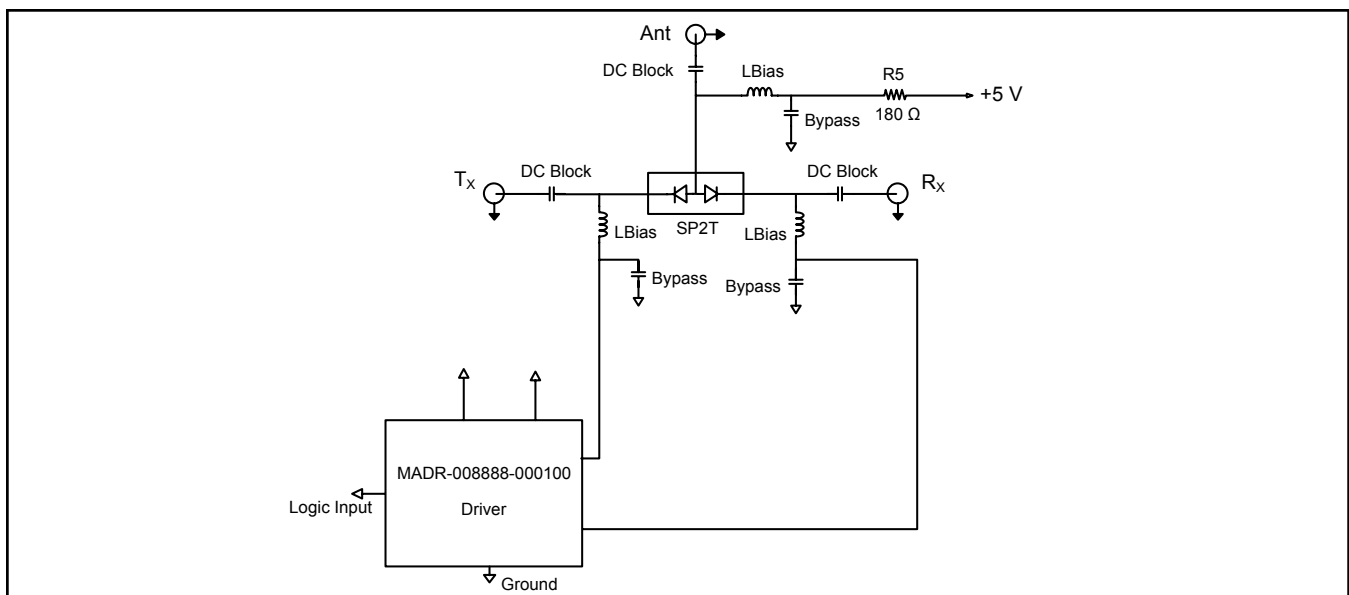 Ant
DC Block
LBias
R5
+5 V
Bypass
180 Ω
DC Block
DC Block
TX
RX
SP2T
LBias
LBias
Bypass
Bypass
MADR-008888-000100
Driver
Logic Input
Ground